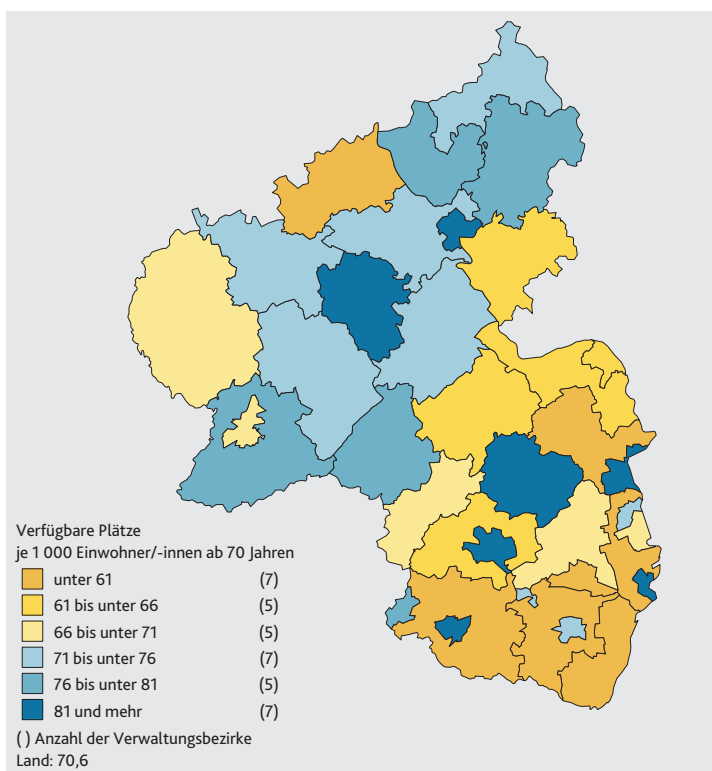 Verfügbare Plätze
je 1 000 Einwohner/-innen ab 70 Jahren
unter 61 (7)
61 bis unter 66 (5)
66 bis unter 71 (5)
71 bis unter 76 (7)
76 bis unter 81 (5)
81 und mehr (7)
( ) Anzahl der Verwaltungsbezirke
Land: 70,6